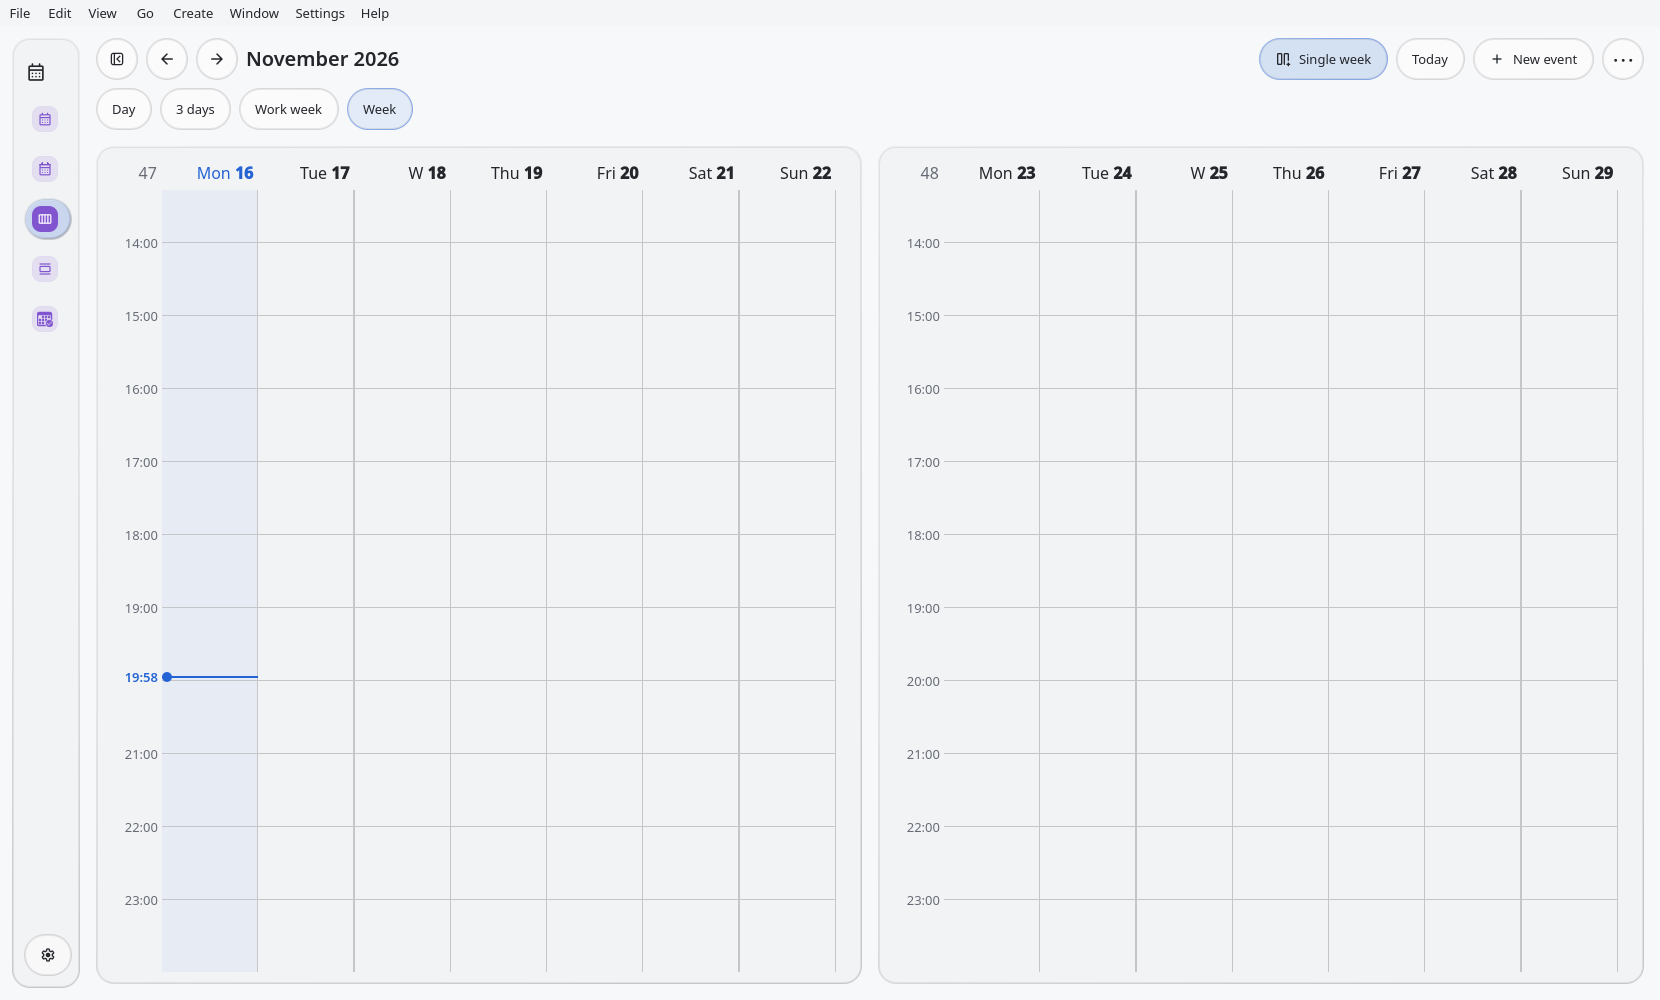 File Edit View Go Create Window Settings Help
November 2026
Single week
Today
New event
Day
3 days
Work week
Week
47 Mon 16 Tue 17 W 18 Thu 19 Fri 20 Sat 21 Sun 22
14:00
15:00
16:00
17:00
18:00
19:00
19:58
21:00
22:00
23:00
48 Mon 23 Tue 24 W 25 Thu 26 Fri 27 Sat 28 Sun 29
14:00
15:00
16:00
17:00
18:00
19:00
20:00
21:00
22:00
23:00